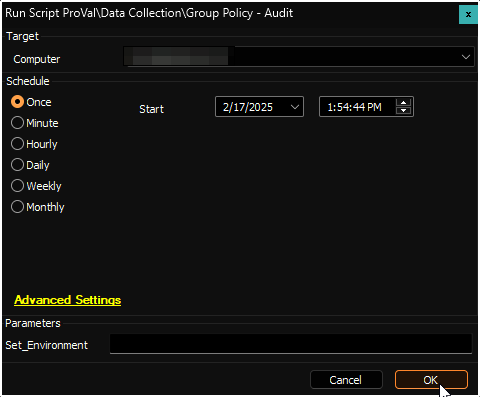 Run Script ProVal\Data Collection\Group Policy - Audit
x
Target
Computer
Schedule
Once
Start
2/17/2025
1:54:44 PM
Minute
Hourly
Daily
Weekly
Monthly
Advanced Settings
Parameters
Set_Environment
Cancel
OK